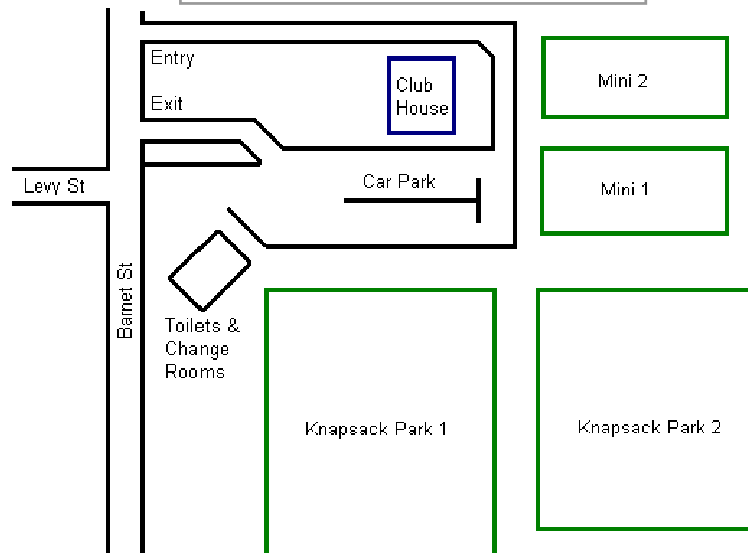 Entry
Club
House
Mini 2
Exit
Car Park
Levy St
Mini 1
Barnet St
Toilets &
Change
Rooms
Knapsack Park 1
Knapsack Park 2